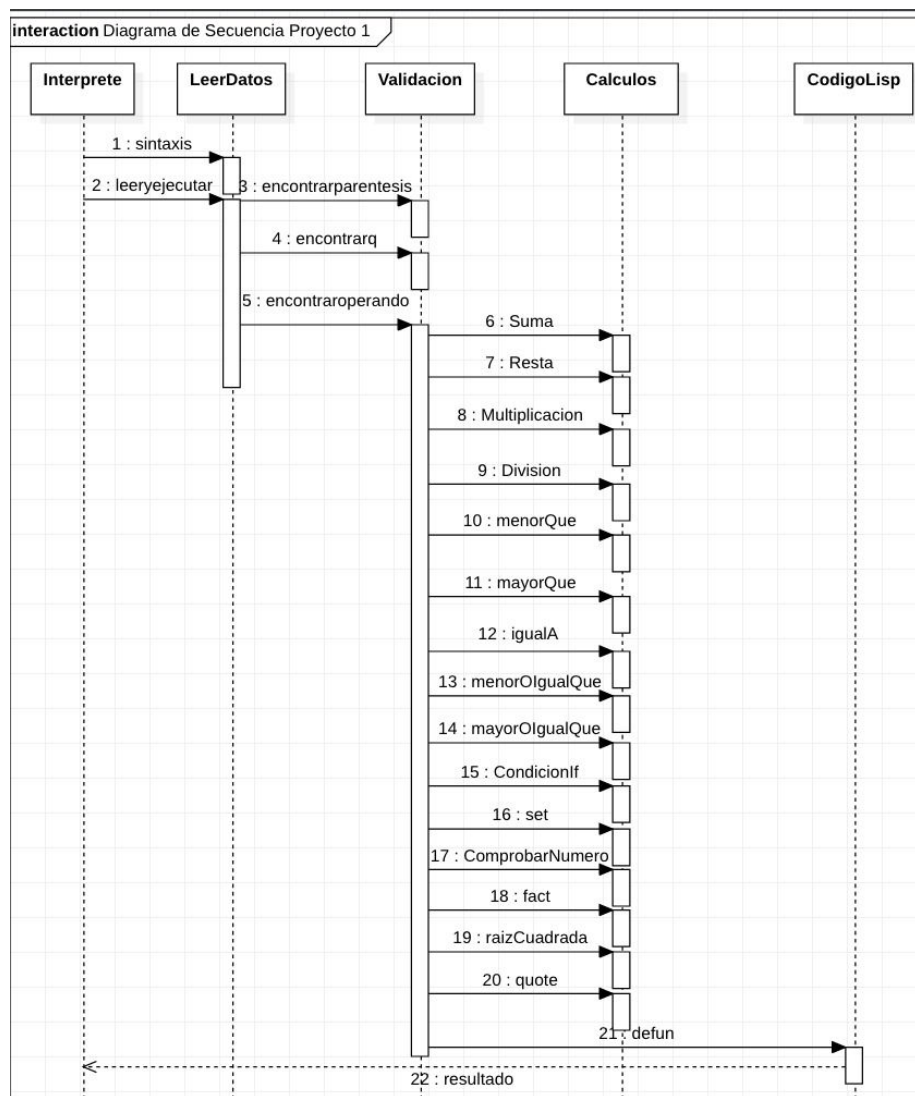 interaction Diagrama de Secuencia Proyecto 1
Interprete
LeerDatos
Validacion
Calculos
CodigoLisp
1 : sintaxis
2 : leeryejecutar
3 : encontrarparentesis
4 : encontrarq
5 : encontraroperando
6 : Suma
7 : Resta
8 : Multiplicacion
9 : Division
10 : menorQue
11 : mayorQue
12 : igualA
13 : menorOIgualQue
14 : mayorOIgualQue
15 : CondicionIf
16 : set
17 : ComprobarNumero
18 : fact
19 : raizCuadrada
20 : quote
21 : defun
22 : resultado